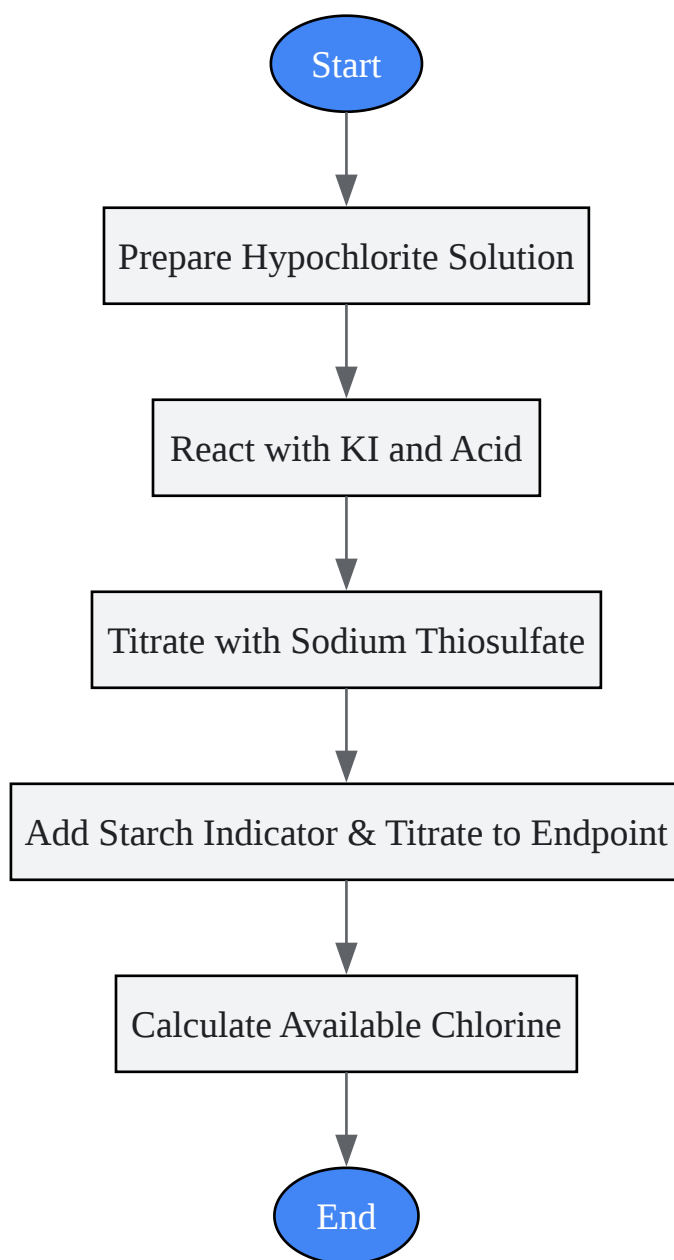 Start
Prepare Hypochlorite Solution
React with KI and Acid
Titrate with Sodium Thiosulfate
Add Starch Indicator & Titrate to Endpoint
Calculate Available Chlorine
End